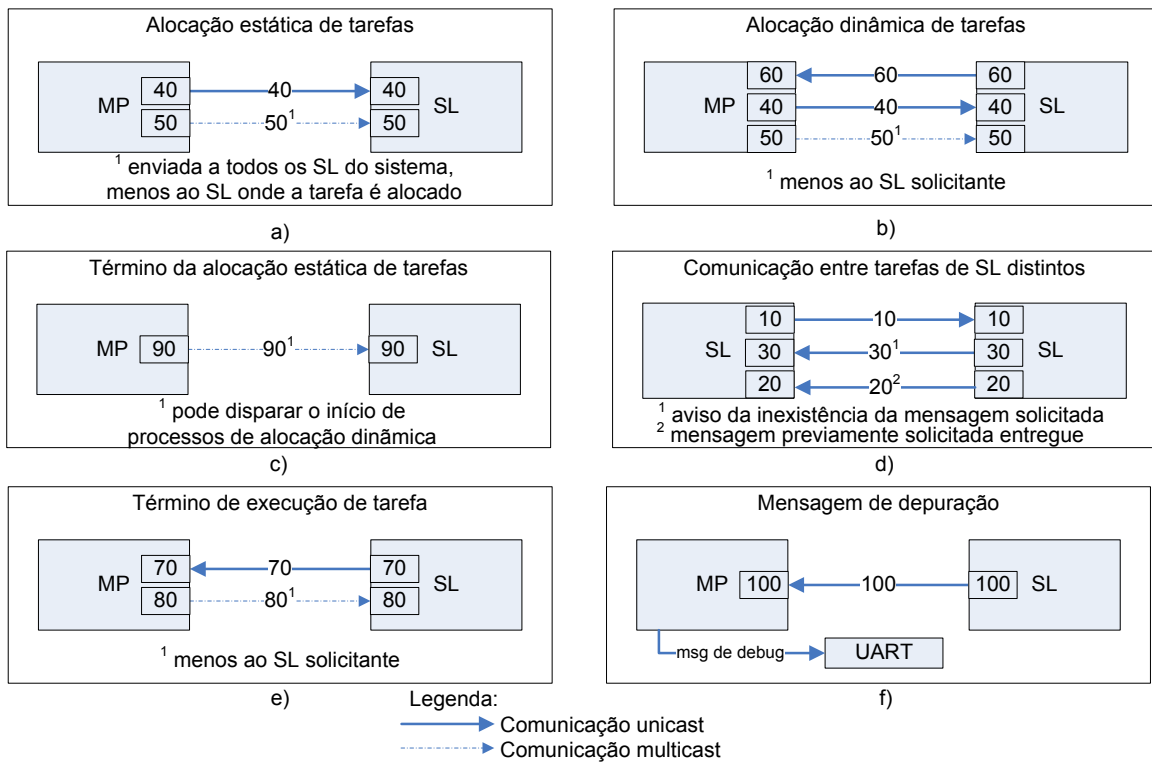 Alocação estática de tarefas
MP
40
40
40
SL
50
50¹
50
¹ enviada a todos os SL do sistema,
menos ao SL onde a tarefa é alocado
a)
Alocação dinâmica de tarefas
MP
60
60
60
SL
40
40
40
50
50¹
50
¹ menos ao SL solicitante
b)
Término da alocação estática de tarefas
MP
90
90¹
90
SL
¹ pode disparar o início de
processos de alocação dinâmica
c)
Comunicação entre tarefas de SL distintos
SL
10
10
10
SL
30
30¹
30
20
20²
20
¹ aviso da inexistência da mensagem solicitada
² mensagem previamente solicitada entregue
d)
Término de execução de tarefa
MP
70
70
70
SL
80
80¹
80
¹ menos ao SL solicitante
e)
Mensagem de depuração
MP
100
100
100
SL
msg de debug
UART
f)
Legenda:
Comunicação unicast
Comunicação multicast